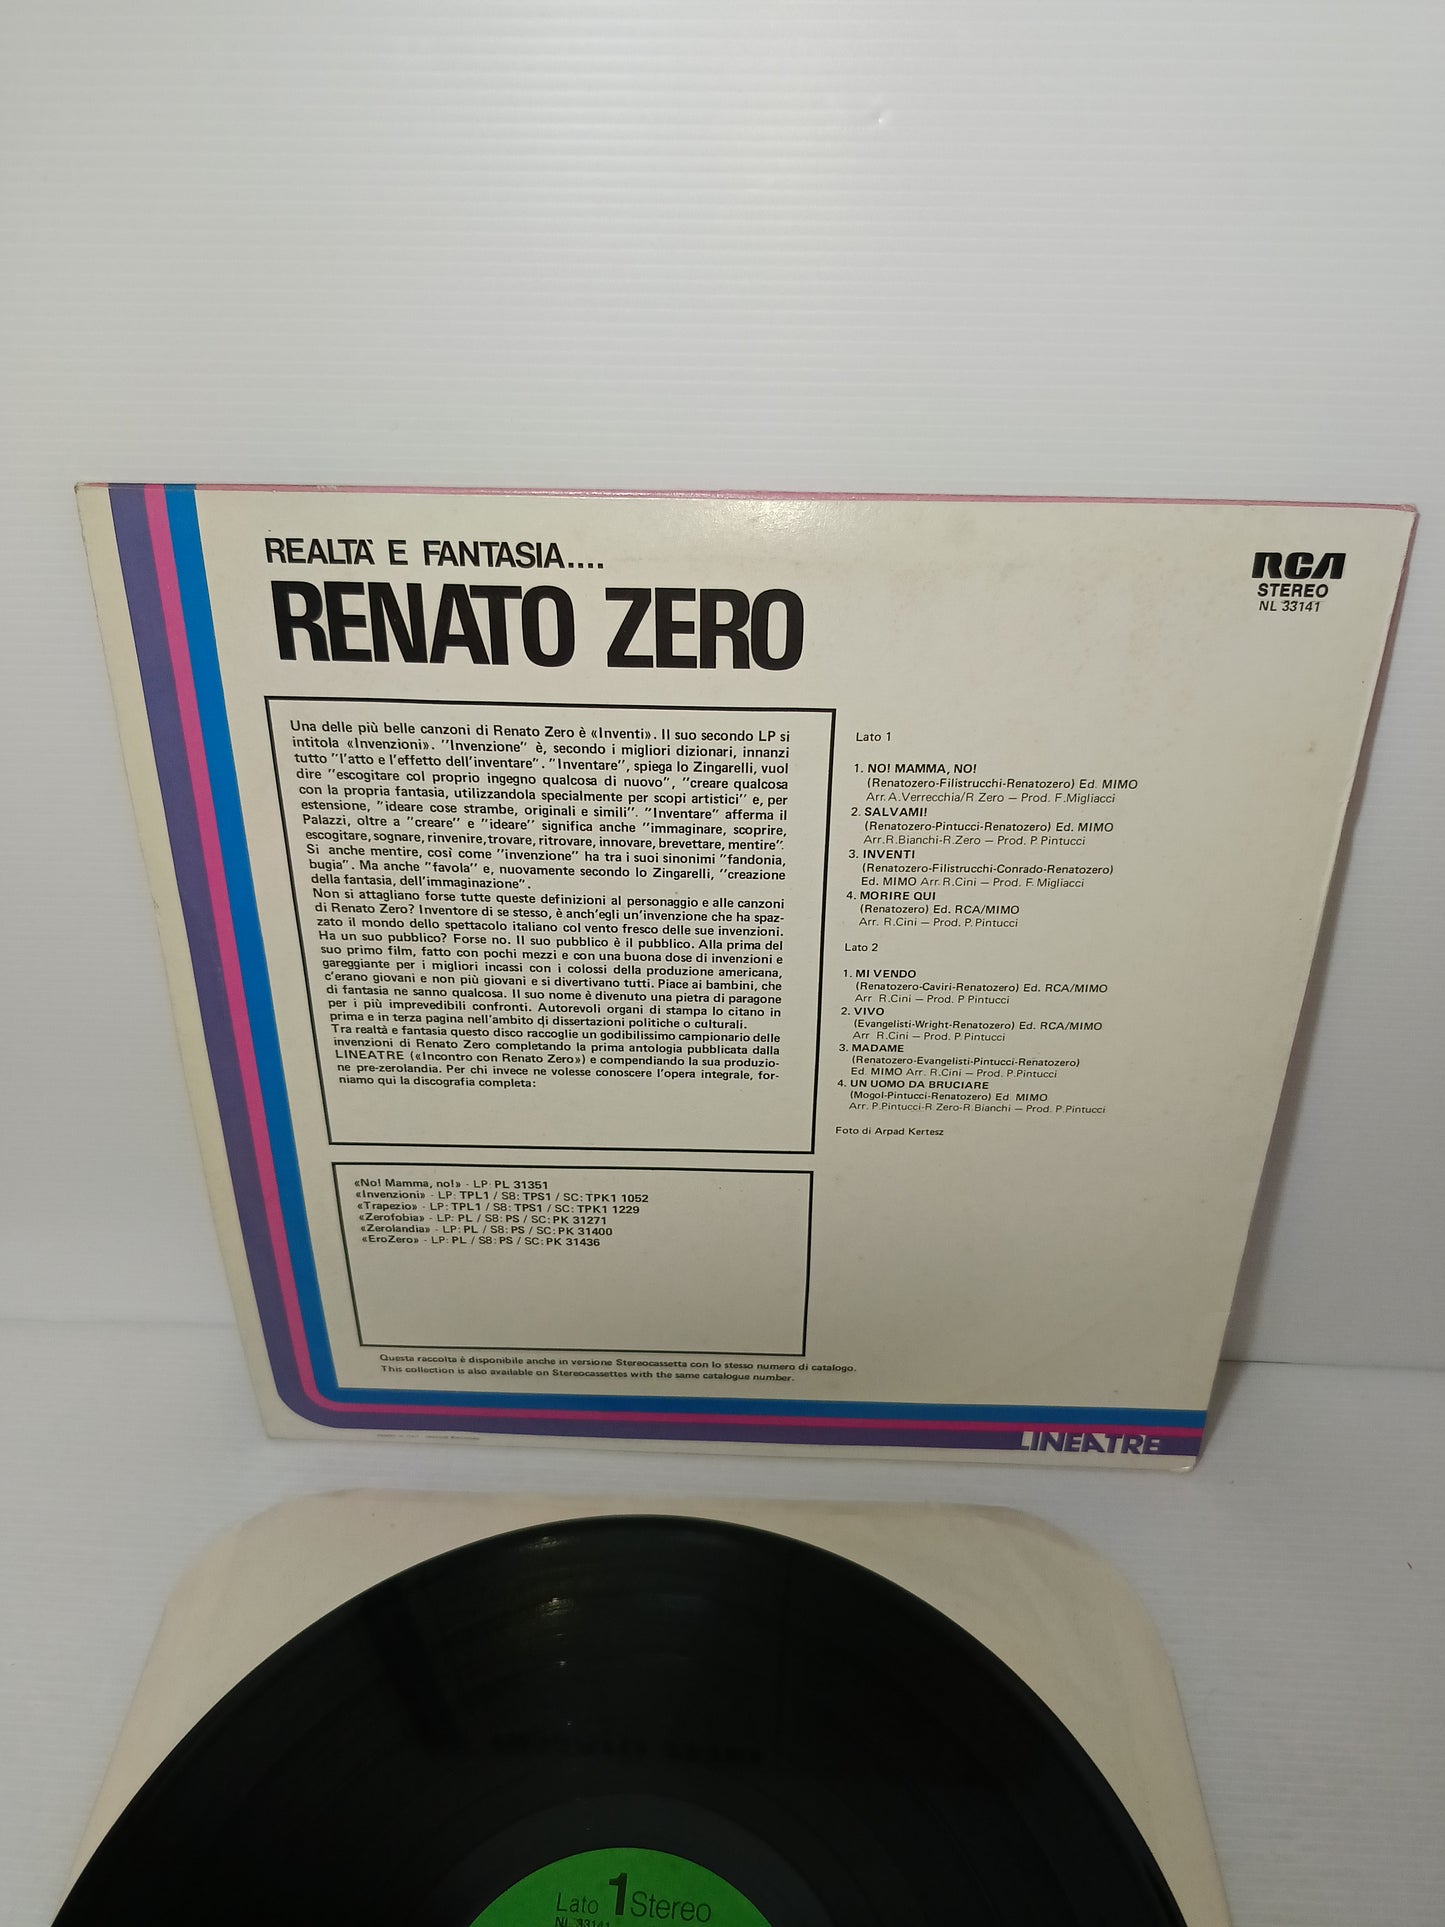 REALTA' E FANTASIA....
RENATO ZERO
RCA
STEREO
NL 33141
Una delle più belle canzoni di Renato Zero è «Inventi». Il suo secondo LP si
intitola «Invenzioni». "Invenzione" è, secondo i migliori dizionari, innanzi
tutto "l'atto e l'effetto dell'inventare". "Inventare", spiega lo Zingarelli, vuol
dire "escogitare col proprio ingegno qualcosa di nuovo", "creare qualcosa
con la propria fantasia, utilizzandola specialmente per scopi artistici" e, per
estensione, "ideare cose strambe, originali e simili". "Inventare" afferma il
Palazzi, oltre a "creare" e "ideare" significa anche "immaginare, scoprire,
escogitare, sognare, rinvenire, trovare, ritrovare, innovare, brevettare, mentire".
Si anche mentire, così come "invenzione" ha tra i suoi sinonimi "fandonia,
bugia". Ma anche "favola" e, nuovamente secondo lo Zingarelli, "creazione
della fantasia, dell'immaginazione".
Non si attagliano forse tutte queste definizioni al personaggio e alle canzoni
di Renato Zero? Inventore di se stesso, è anch'egli un'invenzione che ha spaz-
zato il mondo dello spettacolo italiano col vento fresco delle sue invenzioni.
Ha un suo pubblico? Forse no. Il suo pubblico è il pubblico. Alla prima del
suo primo film, fatto con pochi mezzi e con una buona dose di invenzioni e
gareggiante per i migliori incassi con i colossi della produzione americana,
c'erano giovani e non più giovani e si divertivano tutti. Piace ai bambini, che
di fantasia ne sanno qualcosa. Il suo nome è divenuto una pietra di paragone
per i più imprevedibili confronti. Autorevoli organi di stampa lo citano in
prima e in terza pagina nell'ambito di dissertazioni politiche o culturali.
Tra realtà e fantasia questo disco raccoglie un godibilissimo campionario delle
invenzioni di Renato Zero completando la prima antologia pubblicata dalla
LINEATRE («Incontro con Renato Zero») e compendiando la sua produzio-
ne pre-zerolandia. Per chi invece ne volesse conoscere l'opera integrale, for-
niamo qui la discografia completa:
«No! Mamma, no!» - LP: PL 31351
«Invenzioni» - LP: TPL1 / S8: TPS1 / SC: TPK1 1052
«Trapezio» - LP: TPL1 / S8: TPS1 / SC: TPK1 1229
«Zerofobia» - LP: PL / S8: PS / SC: PK 31271
«Zerolandia» - LP: PL / S8: PS / SC: PK 31400
«EroZero» - LP: PL / S8: PS / SC: PK 31436
Questa raccolta è disponibile anche in versione Stereocassetta con lo stesso numero di catalogo.
This collection is also available on Stereocassettes with the same catalogue number.
Lato 1
1. NO! MAMMA, NO!
(Renatozero-Filistrucchi-Renatozero) Ed. MIMO
Arr. A. Verrecchia/R. Zero — Prod. F. Migliacci
2. SALVAMI!
(Renatozero-Pintucci-Renatozero) Ed. MIMO
Arr. R. Bianchi-R. Zero — Prod. P. Pintucci
3. INVENTI
(Renatozero-Filistrucchi-Conrado-Renatozero)
Ed. MIMO Arr. R. Cini — Prod. F. Migliacci
4. MORIRE QUI
(Renatozero) Ed. RCA/MIMO
Arr. R. Cini — Prod. P. Pintucci
Lato 2
1. MI VENDO
(Renatozero-Caviri-Renatozero) Ed. RCA/MIMO
Arr. R. Cini — Prod. P. Pintucci
2. VIVO
(Evangelisti-Wright-Renatozero) Ed. RCA/MIMO
Arr. R. Cini — Prod. P. Pintucci
3. MADAME
(Renatozero-Evangelisti-Pintucci-Renatozero)
Ed. MIMO Arr. R. Cini — Prod. P. Pintucci
4. UN UOMO DA BRUCIARE
(Mogol-Pintucci-Renatozero) Ed. MIMO
Arr. P. Pintucci-R. Zero-R. Bianchi — Prod. P. Pintucci
Foto di Arpad Kertesz
LINEATRE
Lato 1 Stereo
NL 33141